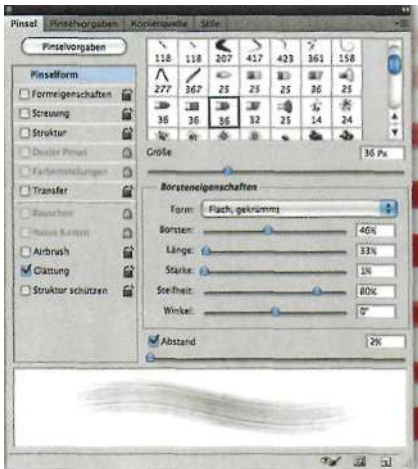 Pinsel Pinselvorgaben Kopierquelle Stile
Pinselvorgaben
118 118 207 417 423 361 158
277 367 25 25 25 36 25
36 36 36 32 25 14 24
Pinselform
Formeigenschaften
Streuung
Struktur
Dualer Pinsel
Farbeinstellungen
Transfer
Rauschen
Nasse Kanten
Airbrush
Glättung
Struktur schützen
Größe 36 Px
Borsteneigenschaften
Form: Flach, gekrümmt
Borsten: 46%
Länge: 33%
Stärke: 1%
Steifheit: 80%
Winkel: 0°
Abstand 2%